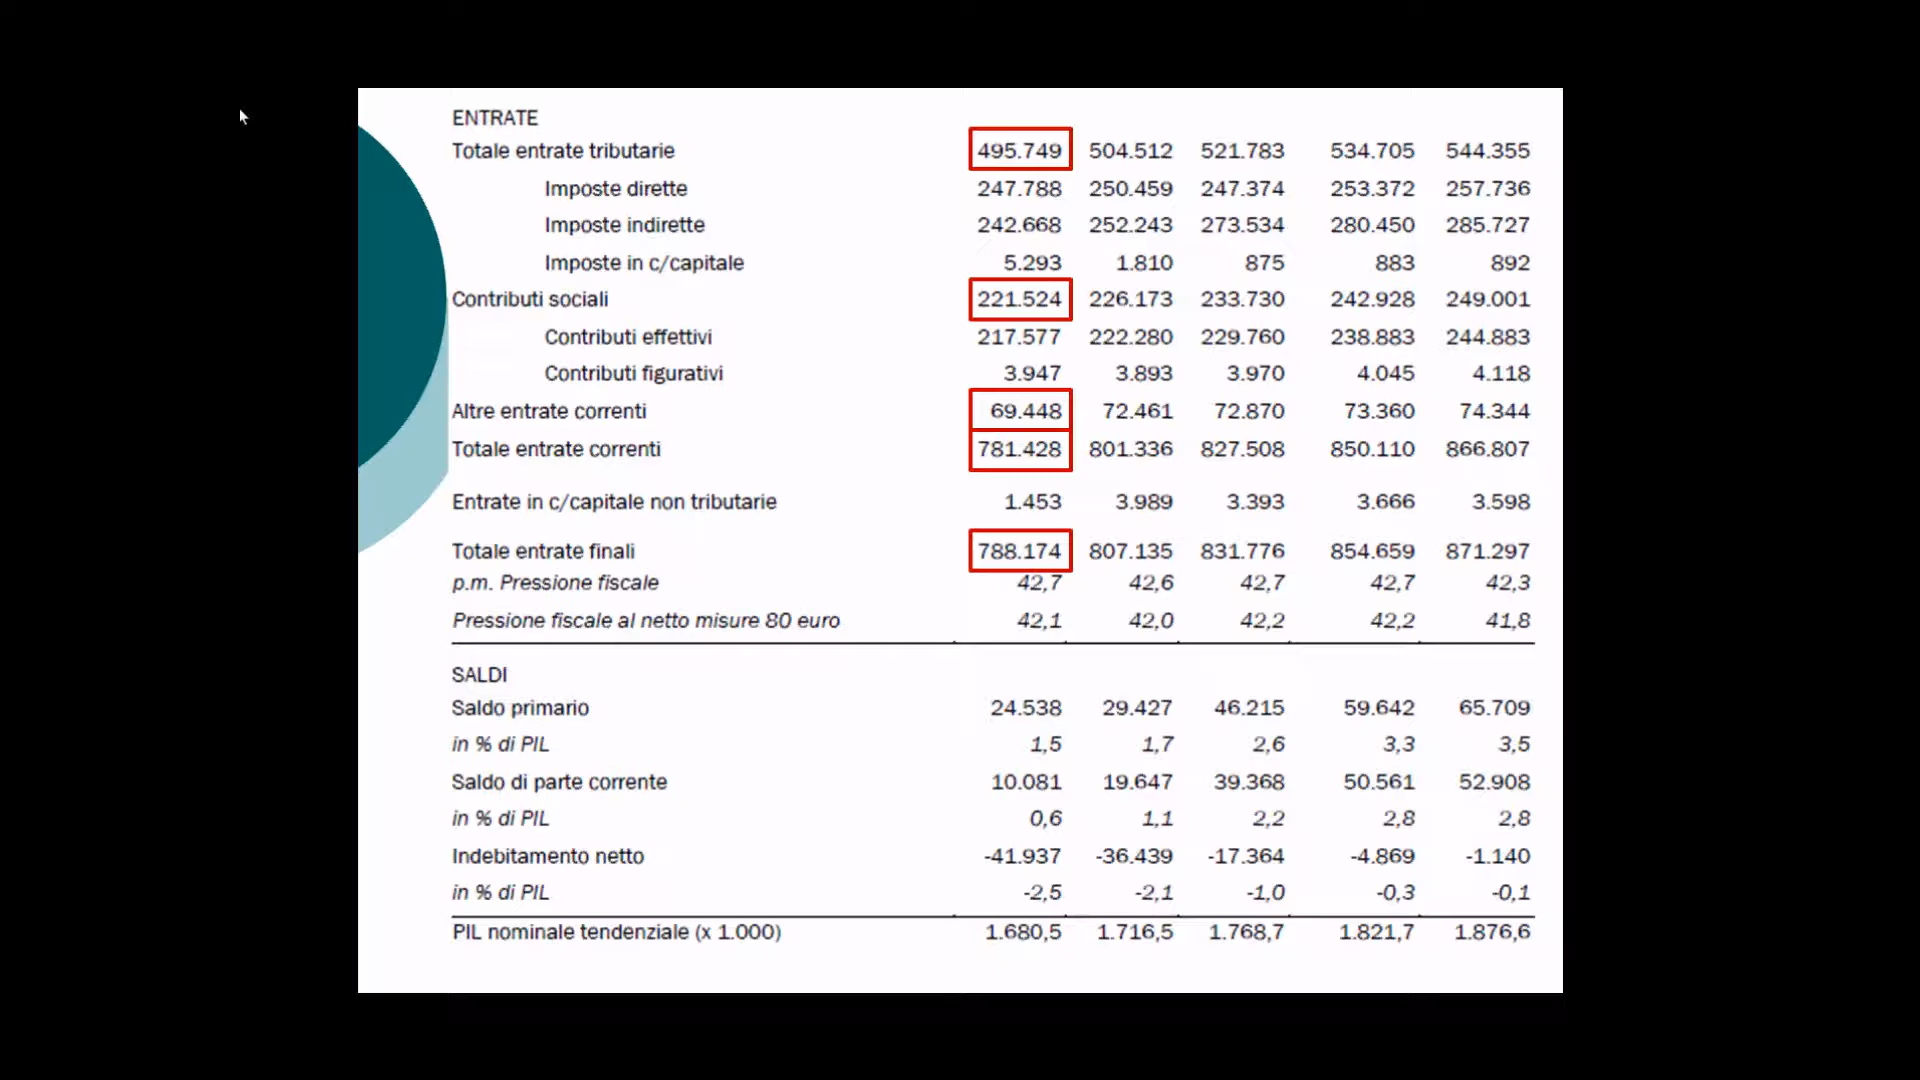 ENTRATE
Totale entrate tributarie 495.749 504.512 521.783 534.705 544.355
Imposte dirette 247.788 250.459 247.374 253.372 257.736
Imposte indirette 242.668 252.243 273.534 280.450 285.727
Imposte in c/capitale 5.293 1.810 875 883 892
Contributi sociali 221.524 226.173 233.730 242.928 249.001
Contributi effettivi 217.577 222.280 229.760 238.883 244.883
Contributi figurativi 3.947 3.893 3.970 4.045 4.118
Altre entrate correnti 69.448 72.461 72.870 73.360 74.344
Totale entrate correnti 781.428 801.336 827.508 850.110 866.807
Entrate in c/capitale non tributarie 1.453 3.989 3.393 3.666 3.598
Totale entrate finali 788.174 807.135 831.776 854.659 871.297
p.m. Pressione fiscale 42,7 42,6 42,7 42,7 42,3
Pressione fiscale al netto misure 80 euro 42,1 42,0 42,2 42,2 41,8
SALDI
Saldo primario 24.538 29.427 46.215 59.642 65.709
in % di PIL 1,5 1,7 2,6 3,3 3,5
Saldo di parte corrente 10.081 19.647 39.368 50.561 52.908
in % di PIL 0,6 1,1 2,2 2,8 2,8
Indebitamento netto -41.937 -36.439 -17.364 -4.869 -1.140
in % di PIL -2,5 -2,1 -1,0 -0,3 -0,1
PIL nominale tendenziale (x 1.000) 1.680,5 1.716,5 1.768,7 1.821,7 1.876,6